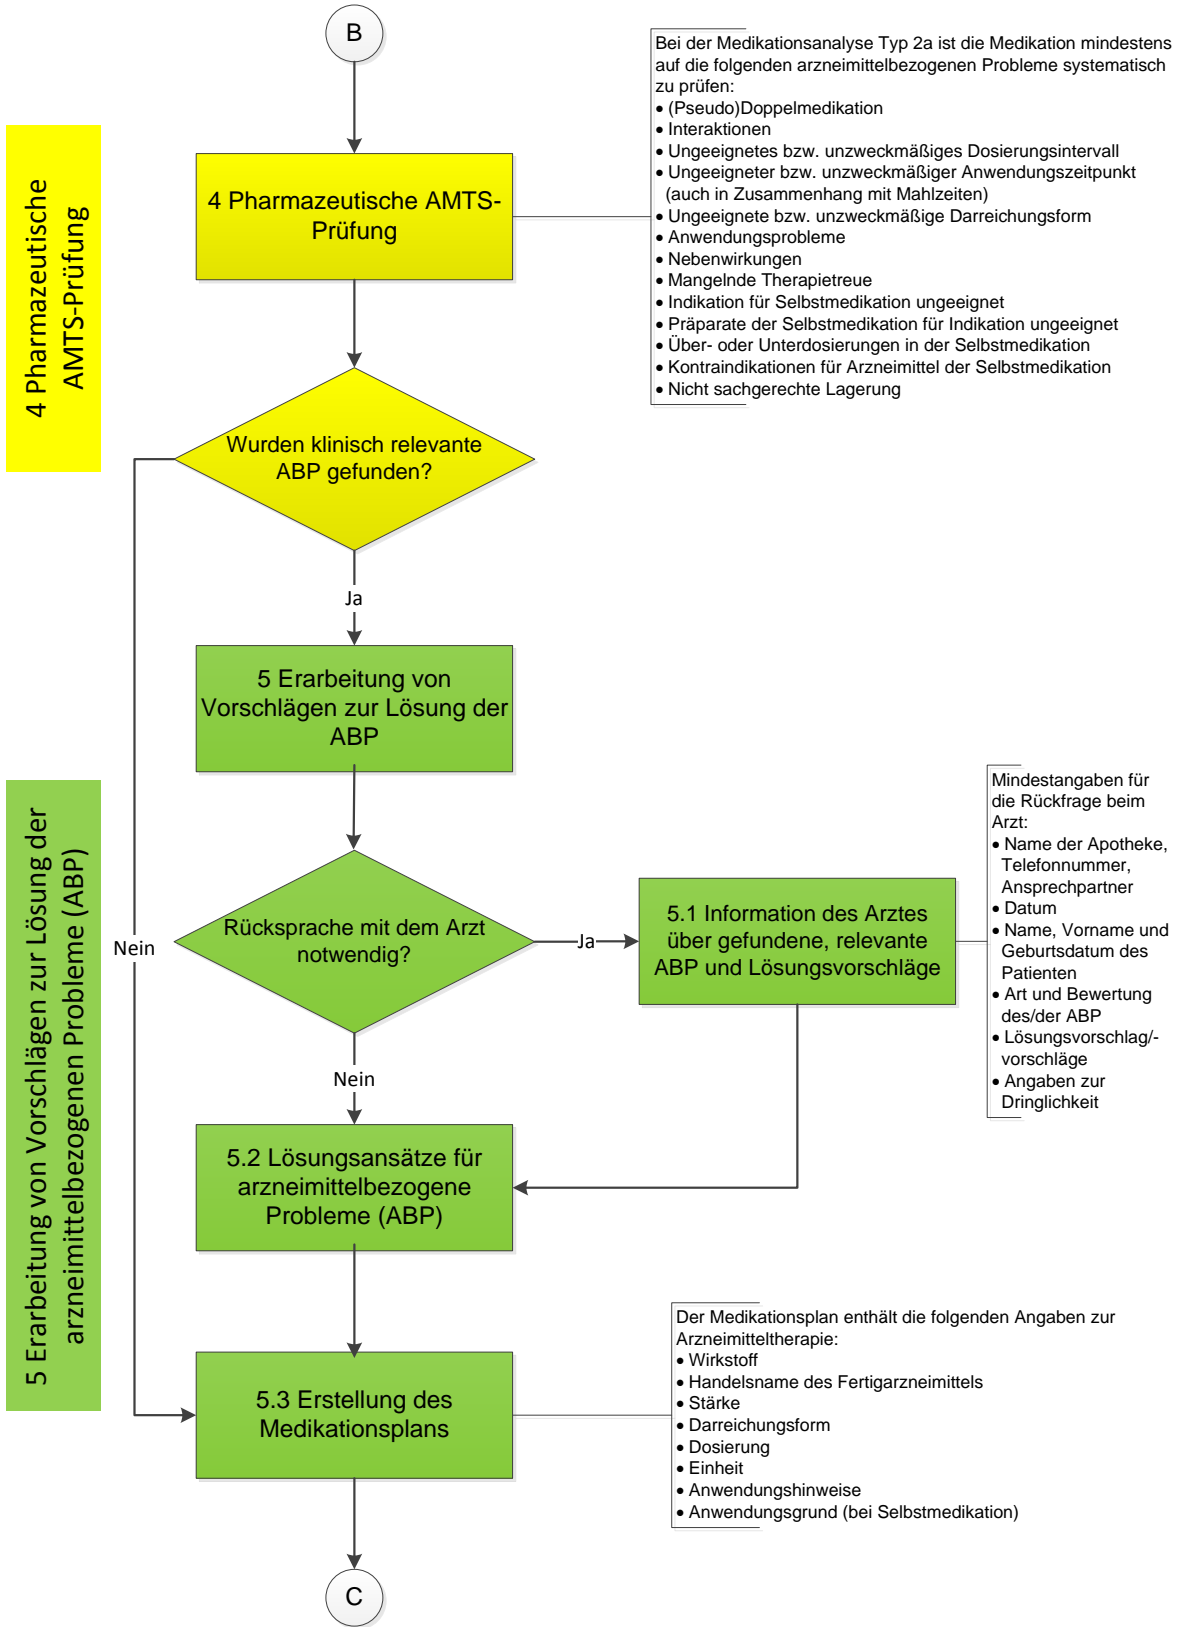 B
Bei der Medikationsanalyse Typ 2a ist die Medikation mindestens
auf die folgenden arzneimittelbezogenen Probleme systematisch
zu prüfen:
• (Pseudo)Doppelmedikation
• Interaktionen
• Ungeeignetes bzw. unzweckmäßiges Dosierungsintervall
• Ungeeigneter bzw. unzweckmäßiger Anwendungszeitpunkt
(auch in Zusammenhang mit Mahlzeiten)
• Ungeeignete bzw. unzweckmäßige Darreichungsform
• Anwendungsprobleme
• Nebenwirkungen
• Mangelnde Therapietreue
• Indikation für Selbstmedikation ungeeignet
• Präparate der Selbstmedikation für Indikation ungeeignet
• Über- oder Unterdosierungen in der Selbstmedikation
• Kontraindikationen für Arzneimittel der Selbstmedikation
• Nicht sachgerechte Lagerung
4 Pharmazeutische
AMTS-Prüfung
4 Pharmazeutische AMTS-
Prüfung
Wurden klinisch relevante
ABP gefunden?
Ja
5 Erarbeitung von
Vorschlägen zur Lösung der
ABP
5 Erarbeitung von Vorschlägen zur Lösung der
arzneimittelbezogenen Probleme (ABP)
Nein
Rücksprache mit dem Arzt
notwendig?
Ja
5.1 Information des Arztes
über gefundene, relevante
ABP und Lösungsvorschläge
Mindestangaben für
die Rückfrage beim
Arzt:
• Name der Apotheke,
Telefonnummer,
Ansprechpartner
• Datum
• Name, Vorname und
Geburtsdatum des
Patienten
• Art und Bewertung
des/der ABP
• Lösungsvorschlag/-
vorschläge
• Angaben zur
Dringlichkeit
Nein
5.2 Lösungsansätze für
arzneimittelbezogene
Probleme (ABP)
5.3 Erstellung des
Medikationsplans
Der Medikationsplan enthält die folgenden Angaben zur
Arzneimitteltherapie:
• Wirkstoff
• Handelsname des Fertigarzneimittels
• Stärke
• Darreichungsform
• Dosierung
• Einheit
• Anwendungshinweise
• Anwendungsgrund (bei Selbstmedikation)
C